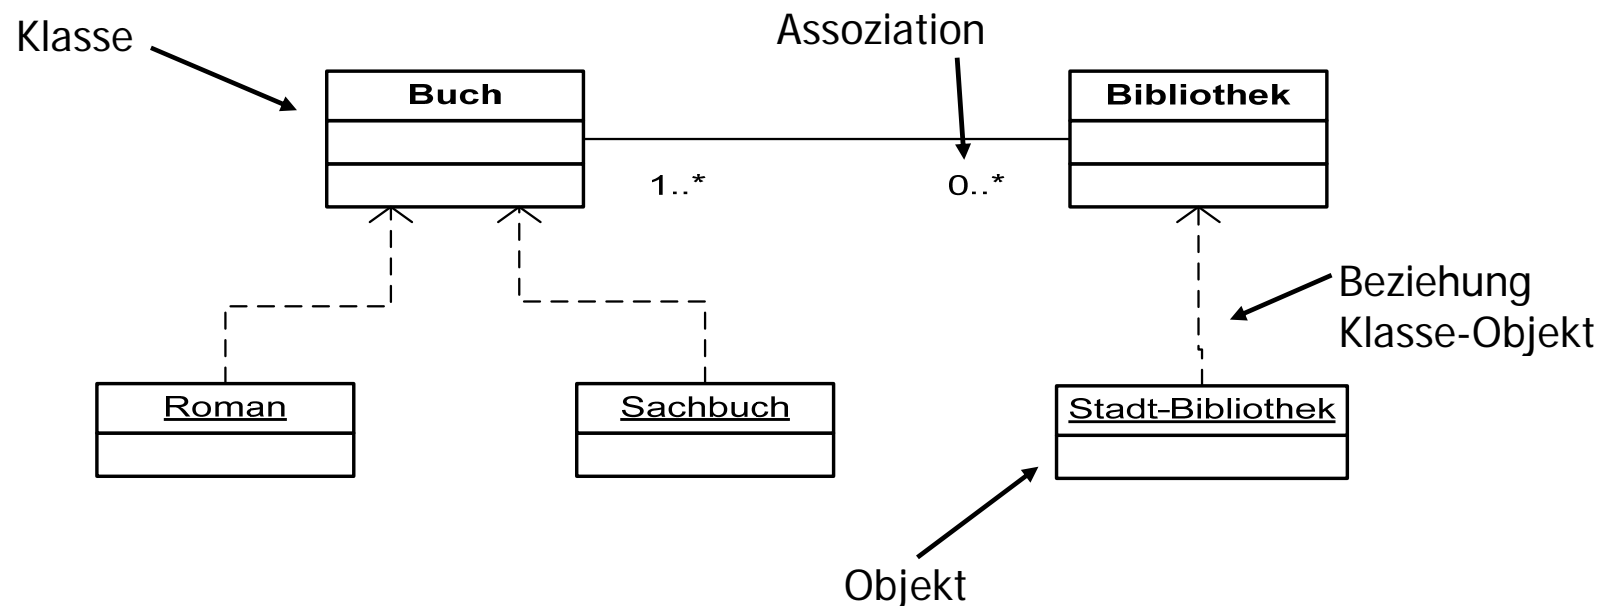 Klasse
Assoziation
Buch
Bibliothek
1..*
0..*
Beziehung
Klasse-Objekt
Roman
Sachbuch
Stadt-Bibliothek
Objekt